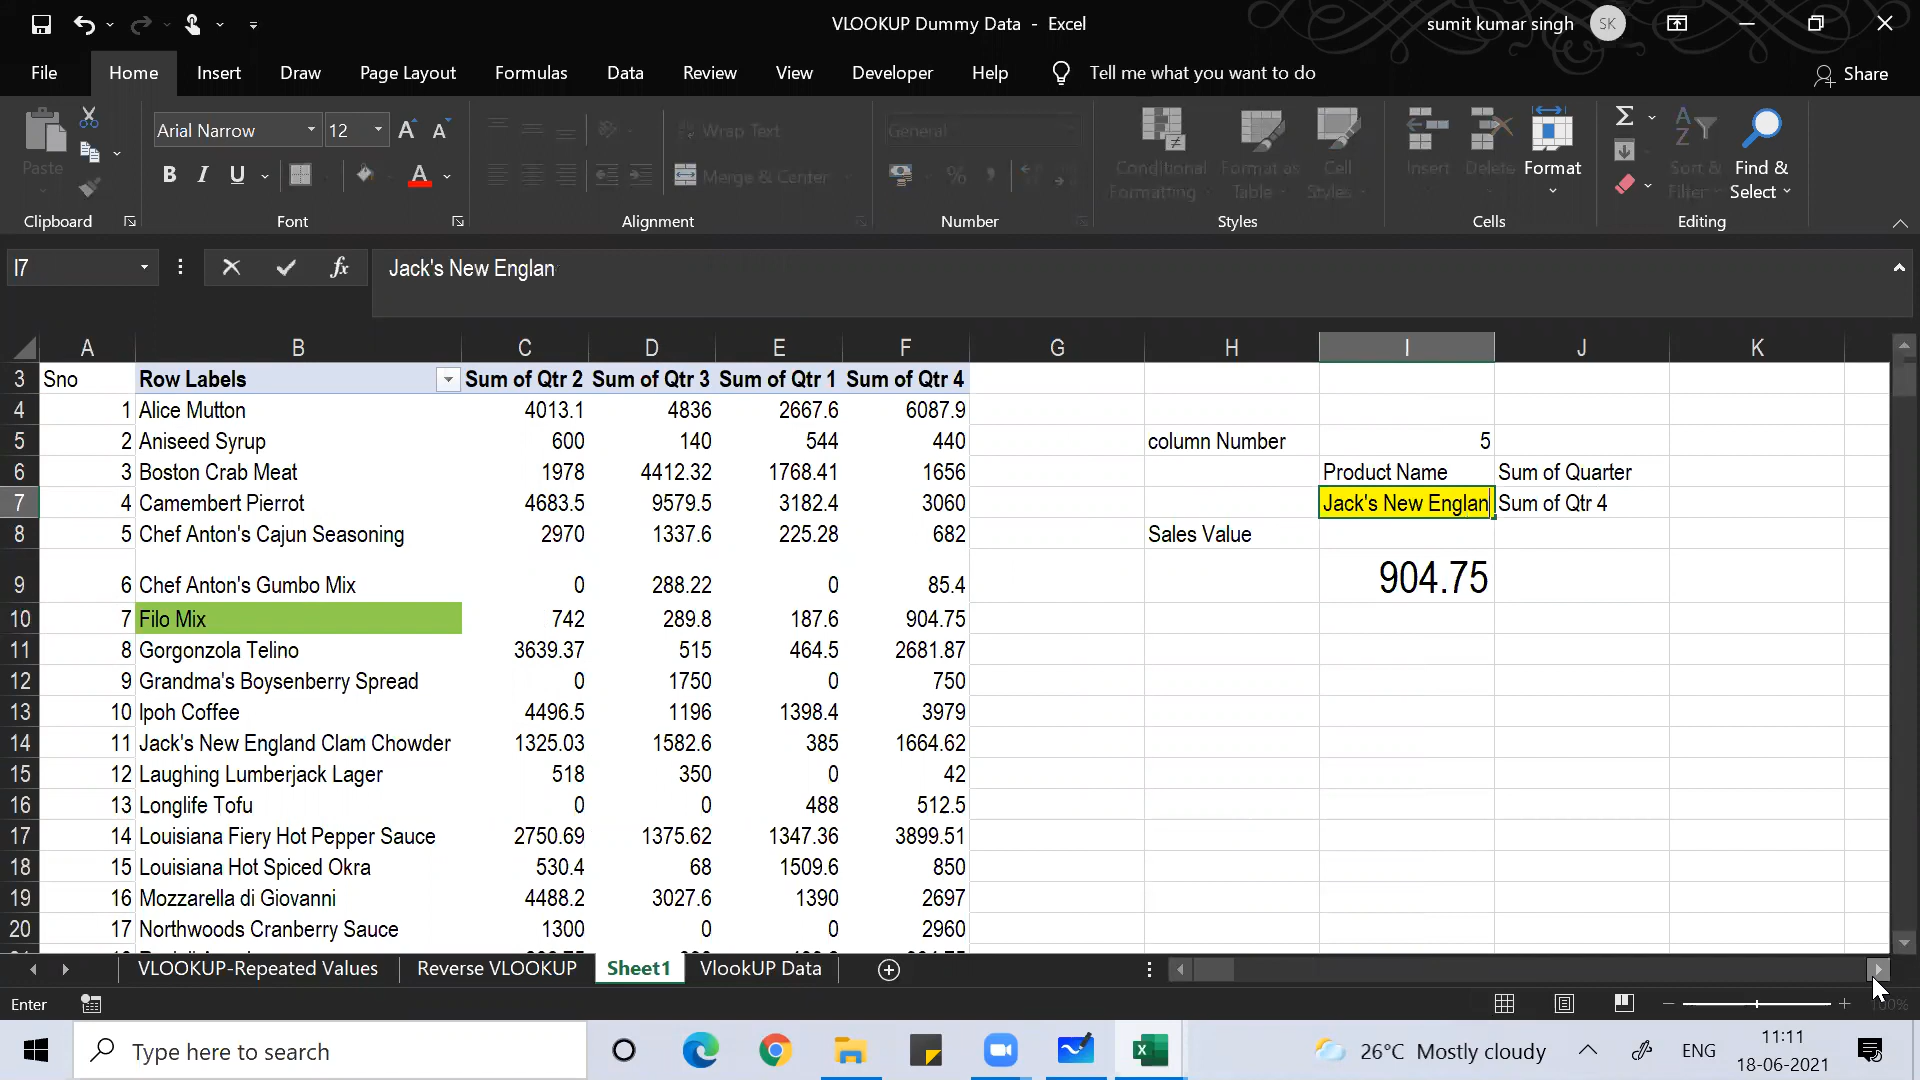 VLOOKUP Dummy Data - Excel
sumit kumar singh SK
File Home Insert Draw Page Layout Formulas Data Review View Developer Help Tell me what you want to do Share
Paste Arial Narrow 12 A A Wrap Text General Conditional Formatting Format as Table Cell Styles Insert Delete Format Σ Sort & Filter Find & Select
B I U A Merge & Center % ,
Clipboard Font Alignment Number Styles Cells Editing
I7 fx Jack's New Englan
A B C D E F G H I J K
3 Sno Row Labels Sum of Qtr 2 Sum of Qtr 3 Sum of Qtr 1 Sum of Qtr 4
4 1 Alice Mutton 4013.1 4836 2667.6 6087.9
5 2 Aniseed Syrup 600 140 544 440 column Number 5
6 3 Boston Crab Meat 1978 4412.32 1768.41 1656 Product Name Sum of Quarter
7 4 Camembert Pierrot 4683.5 9579.5 3182.4 3060 Jack's New Englan Sum of Qtr 4
8 5 Chef Anton's Cajun Seasoning 2970 1337.6 225.28 682 Sales Value
9 6 Chef Anton's Gumbo Mix 0 288.22 0 85.4 904.75
10 7 Filo Mix 742 289.8 187.6 904.75
11 8 Gorgonzola Telino 3639.37 515 464.5 2681.87
12 9 Grandma's Boysenberry Spread 0 1750 0 750
13 10 Ipoh Coffee 4496.5 1196 1398.4 3979
14 11 Jack's New England Clam Chowder 1325.03 1582.6 385 1664.62
15 12 Laughing Lumberjack Lager 518 350 0 42
16 13 Longlife Tofu 0 0 488 512.5
17 14 Louisiana Fiery Hot Pepper Sauce 2750.69 1375.62 1347.36 3899.51
18 15 Louisiana Hot Spiced Okra 530.4 68 1509.6 850
19 16 Mozzarella di Giovanni 4488.2 3027.6 1390 2697
20 17 Northwoods Cranberry Sauce 1300 0 0 2960
VLOOKUP-Repeated Values Reverse VLOOKUP Sheet1 VlookUP Data
Enter
Type here to search 26°C Mostly cloudy ENG 11:11
18-06-2021